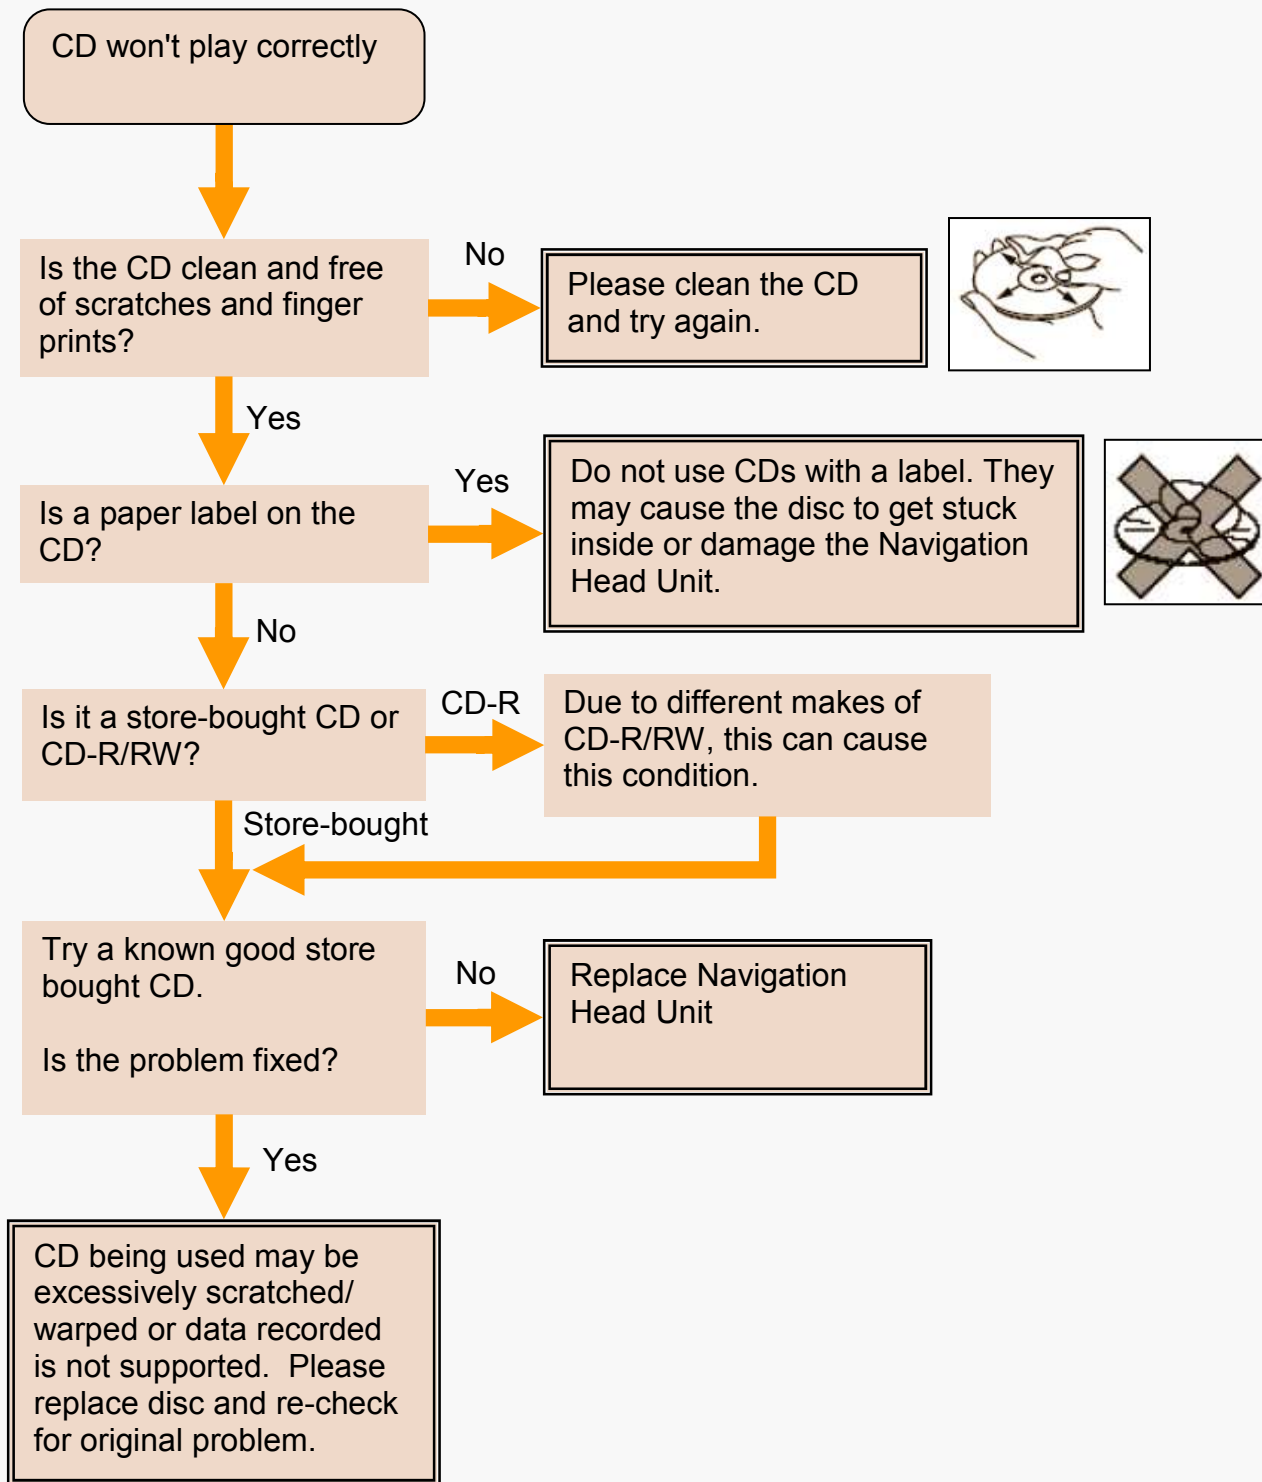 CD won't play correctly
Is the CD clean and free
of scratches and finger
prints?
No
Please clean the CD
and try again.
Yes
Is a paper label on the
CD?
Yes
Do not use CDs with a label. They
may cause the disc to get stuck
inside or damage the Navigation
Head Unit.
No
Is it a store-bought CD or
CD-R/RW?
CD-R
Due to different makes of
CD-R/RW, this can cause
this condition.
Store-bought
Try a known good store
bought CD.
Is the problem fixed?
No
Replace Navigation
Head Unit
Yes
CD being used may be
excessively scratched/
warped or data recorded
is not supported.  Please
replace disc and re-check
for original problem.